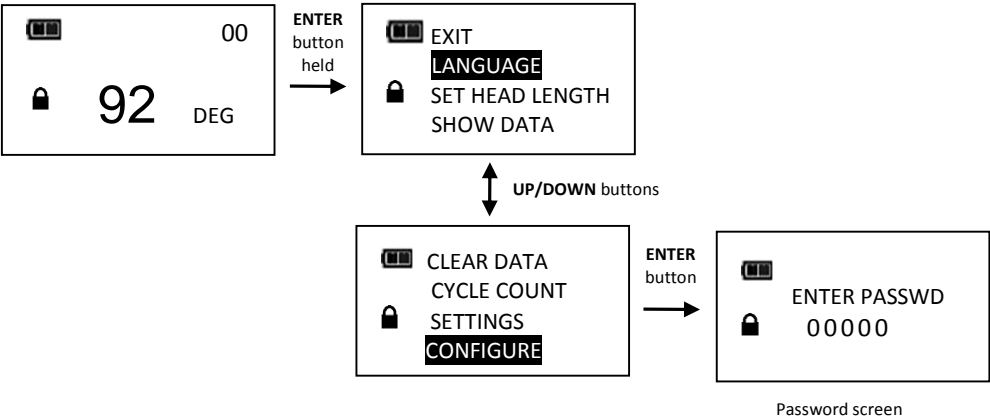 00
92 DEG
ENTER
button
held
EXIT
LANGUAGE
SET HEAD LENGTH
SHOW DATA
UP/DOWN buttons
CLEAR DATA
CYCLE COUNT
SETTINGS
CONFIGURE
ENTER
button
ENTER PASSWD
00000
Password screen